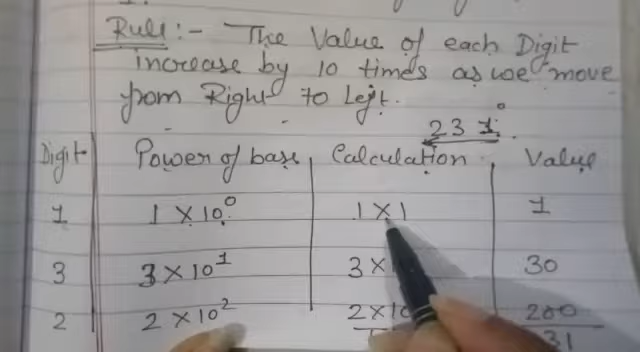 Rule:- The Value of each Digit
increase by 10 times as we move
from Right to Left.
231 0
Digit Power of base Calculation Value
1 1 × 10⁰ 1 × 1 1
3 3 × 10¹ 3 × 30
2 2 × 10² 2 × 10 200
31